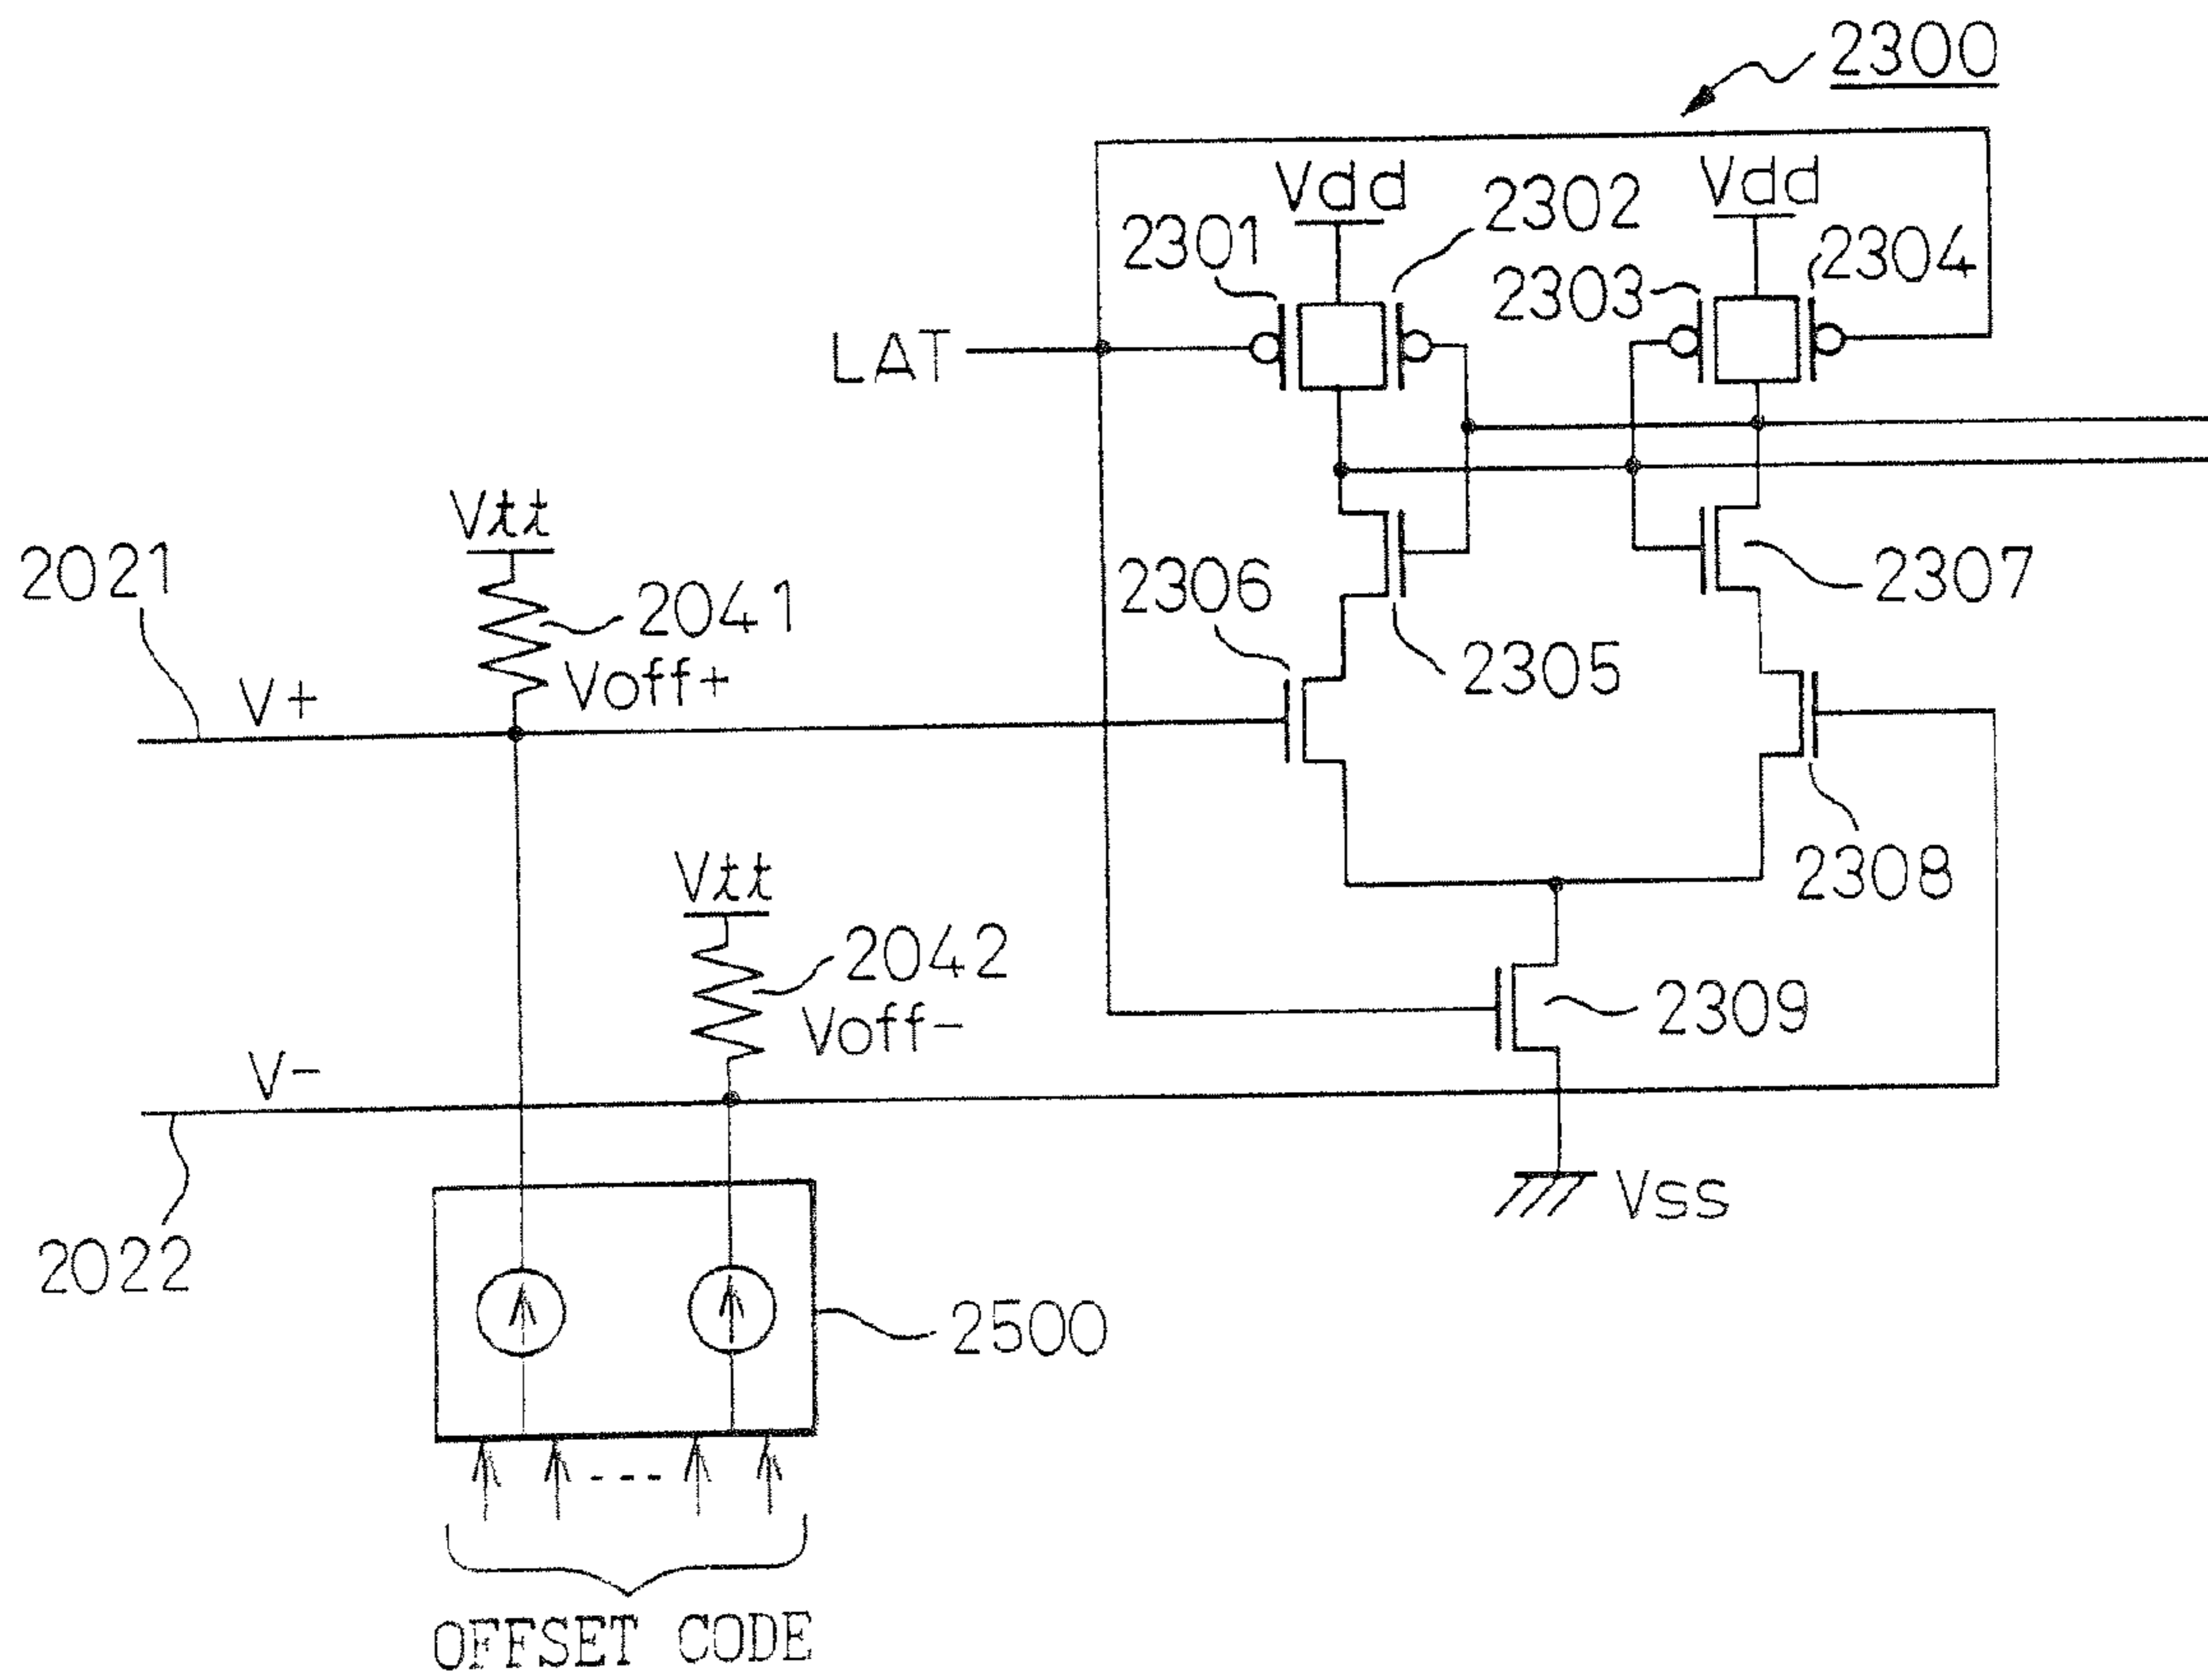 2300
Vdd
Vdd
2302
2301
2304
2303
LAT
Vtt
2021
2041
2306
2307
Voff+
2305
V+
Vtt
2308
2042
2309
Voff-
V-
Vss
2022
2500
---
OFFSET CODE